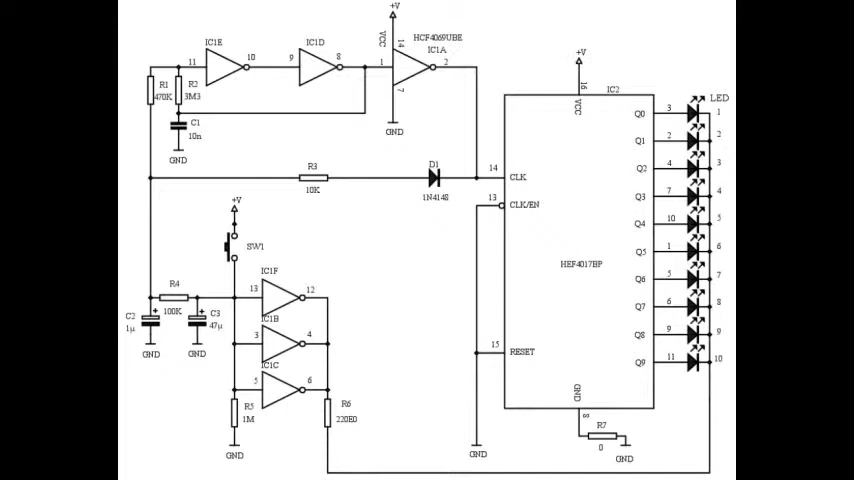 +V
HCF4069UBE
IC1E
IC1D
IC1A
VCC
14
11
10
9
8
1
2
7
GND
R1
470K
R2
3M3
C1
10n
GND
+V
16
IC2
VCC
LED
Q0 3 1
Q1 2 2
Q2 4 3
Q3 7 4
Q4 10 5
Q5 1 6
Q6 5 7
Q7 6 8
Q8 9 9
Q9 11 10
R3
10K
D1
1N4148
14
CLK
13
CLK/EN
HEF4017BP
15
RESET
GND
8
R7
0
GND
GND
+V
SW1
R4
100K
C2
1µ
GND
C3
47µ
GND
IC1F
13
12
IC1B
3
4
IC1C
5
6
R5
1M
GND
R6
220E0